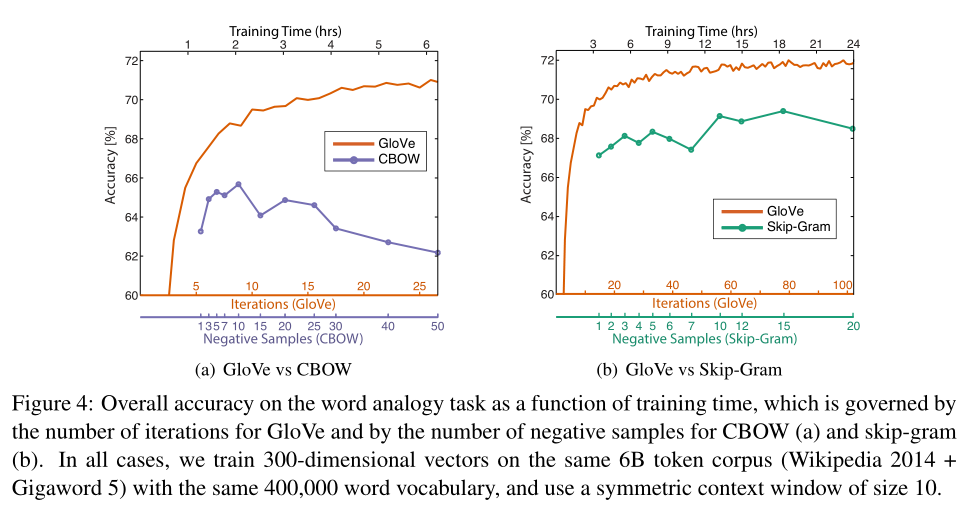 Training Time (hrs)
1 2 3 4 5 6
72
70
68
66
64
62
60
Accuracy [%]
GloVe
CBOW
5 10 15 20 25
Iterations (GloVe)
1 3 5 7 10 15 20 25 30 40 50
Negative Samples (CBOW)
(a) GloVe vs CBOW
Training Time (hrs)
3 6 9 12 15 18 21 24
72
70
68
66
64
62
60
Accuracy [%]
GloVe
Skip-Gram
20 40 60 80 100
Iterations (GloVe)
1 2 3 4 5 6 7 10 12 15 20
Negative Samples (Skip-Gram)
(b) GloVe vs Skip-Gram
Figure 4: Overall accuracy on the word analogy task as a function of training time, which is governed by
the number of iterations for GloVe and by the number of negative samples for CBOW (a) and skip-gram
(b). In all cases, we train 300-dimensional vectors on the same 6B token corpus (Wikipedia 2014 +
Gigaword 5) with the same 400,000 word vocabulary, and use a symmetric context window of size 10.